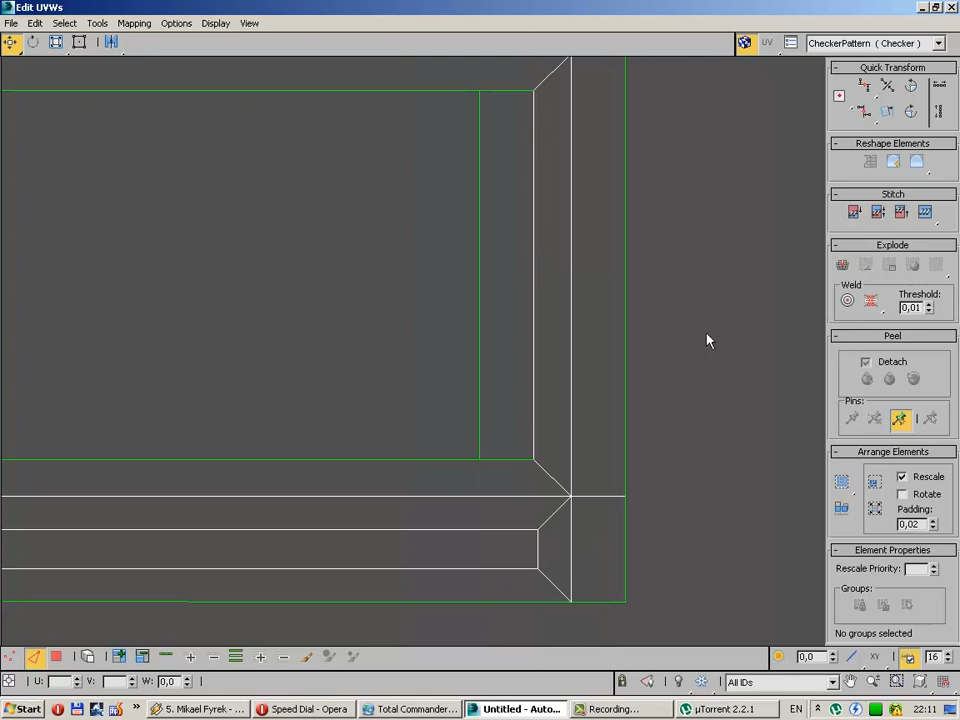 Edit UVWs
File Edit Select Tools Mapping Options Display View
UV CheckerPattern ( Checker )
Quick Transform
Reshape Elements
Stitch
Explode
Weld
Threshold:
0,01
Peel
Detach
Pins:
Arrange Elements
Rescale
Rotate
Padding:
0,02
Element Properties
Rescale Priority:
Groups:
No groups selected
0,0 XY 16
U: V: W: 0,0 All IDs
Start 5. Mikael Fyrek - ... Speed Dial - Opera Total Commander... Untitled - Auto... Recording... µTorrent 2.2.1 EN 22:11